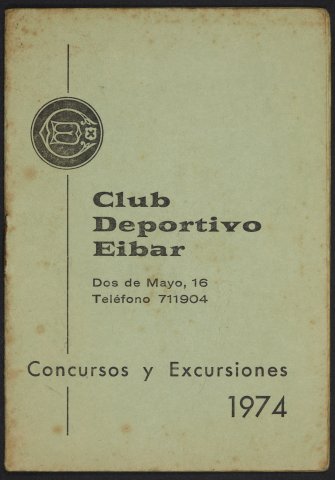 Club
Deportivo
Eibar
Dos de Mayo, 16
Teléfono 711904
Concursos y Excursiones
1974